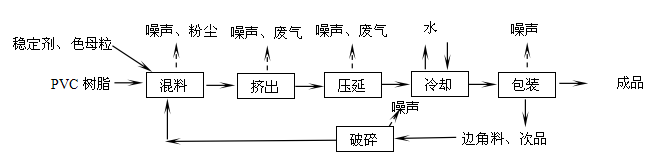 噪声、粉尘
噪声、废气
噪声、废气
水
噪声
稳定剂、色母粒
PVC 树脂
混料
挤出
压延
冷却
包装
成品
噪声
破碎
边角料、次品